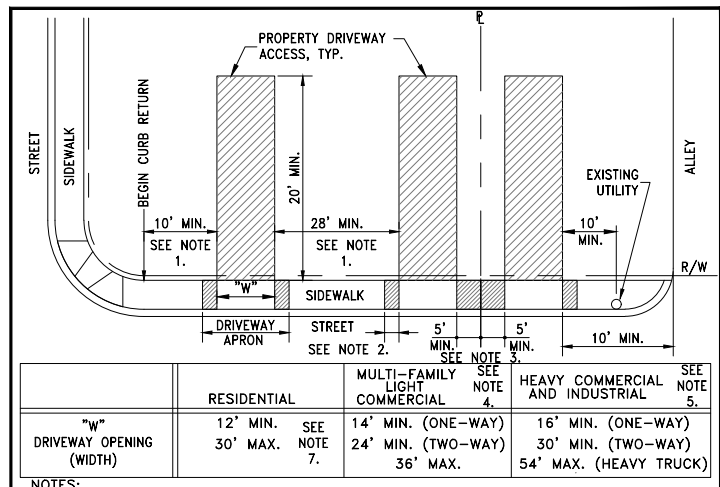 ℄
PROPERTY DRIVEWAY
ACCESS, TYP.
STREET
SIDEWALK
BEGIN CURB RETURN
20' MIN.
ALLEY
EXISTING
UTILITY
10' MIN.
SEE NOTE
1.
28' MIN.
SEE NOTE
1.
10'
MIN.
R/W
"W"
SIDEWALK
DRIVEWAY
APRON
STREET
SEE NOTE 2.
5'
MIN.
5'
MIN.
SEE NOTE 3.
10' MIN.
RESIDENTIAL
MULTI-FAMILY
LIGHT
COMMERCIAL
SEE
NOTE
4.
HEAVY COMMERCIAL
AND INDUSTRIAL
SEE
NOTE
5.
"W"
DRIVEWAY OPENING
(WIDTH)
12' MIN.
30' MAX.
SEE
NOTE
7.
14' MIN. (ONE-WAY)
24' MIN. (TWO-WAY)
36' MAX.
16' MIN. (ONE-WAY)
30' MIN. (TWO-WAY)
54' MAX. (HEAVY TRUCK)
NOTES: